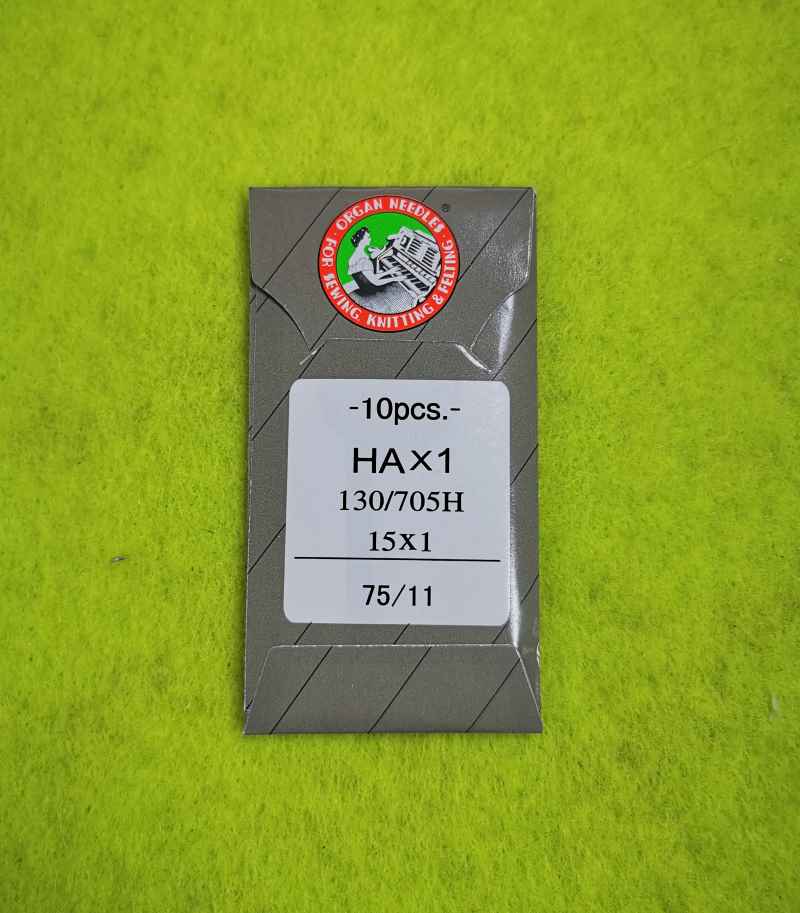 · ORGAN NEEDLES · ®
FOR SEWING, KNITTING & FELTING
-10pcs.-
HA×1
130/705H
15x1
75/11